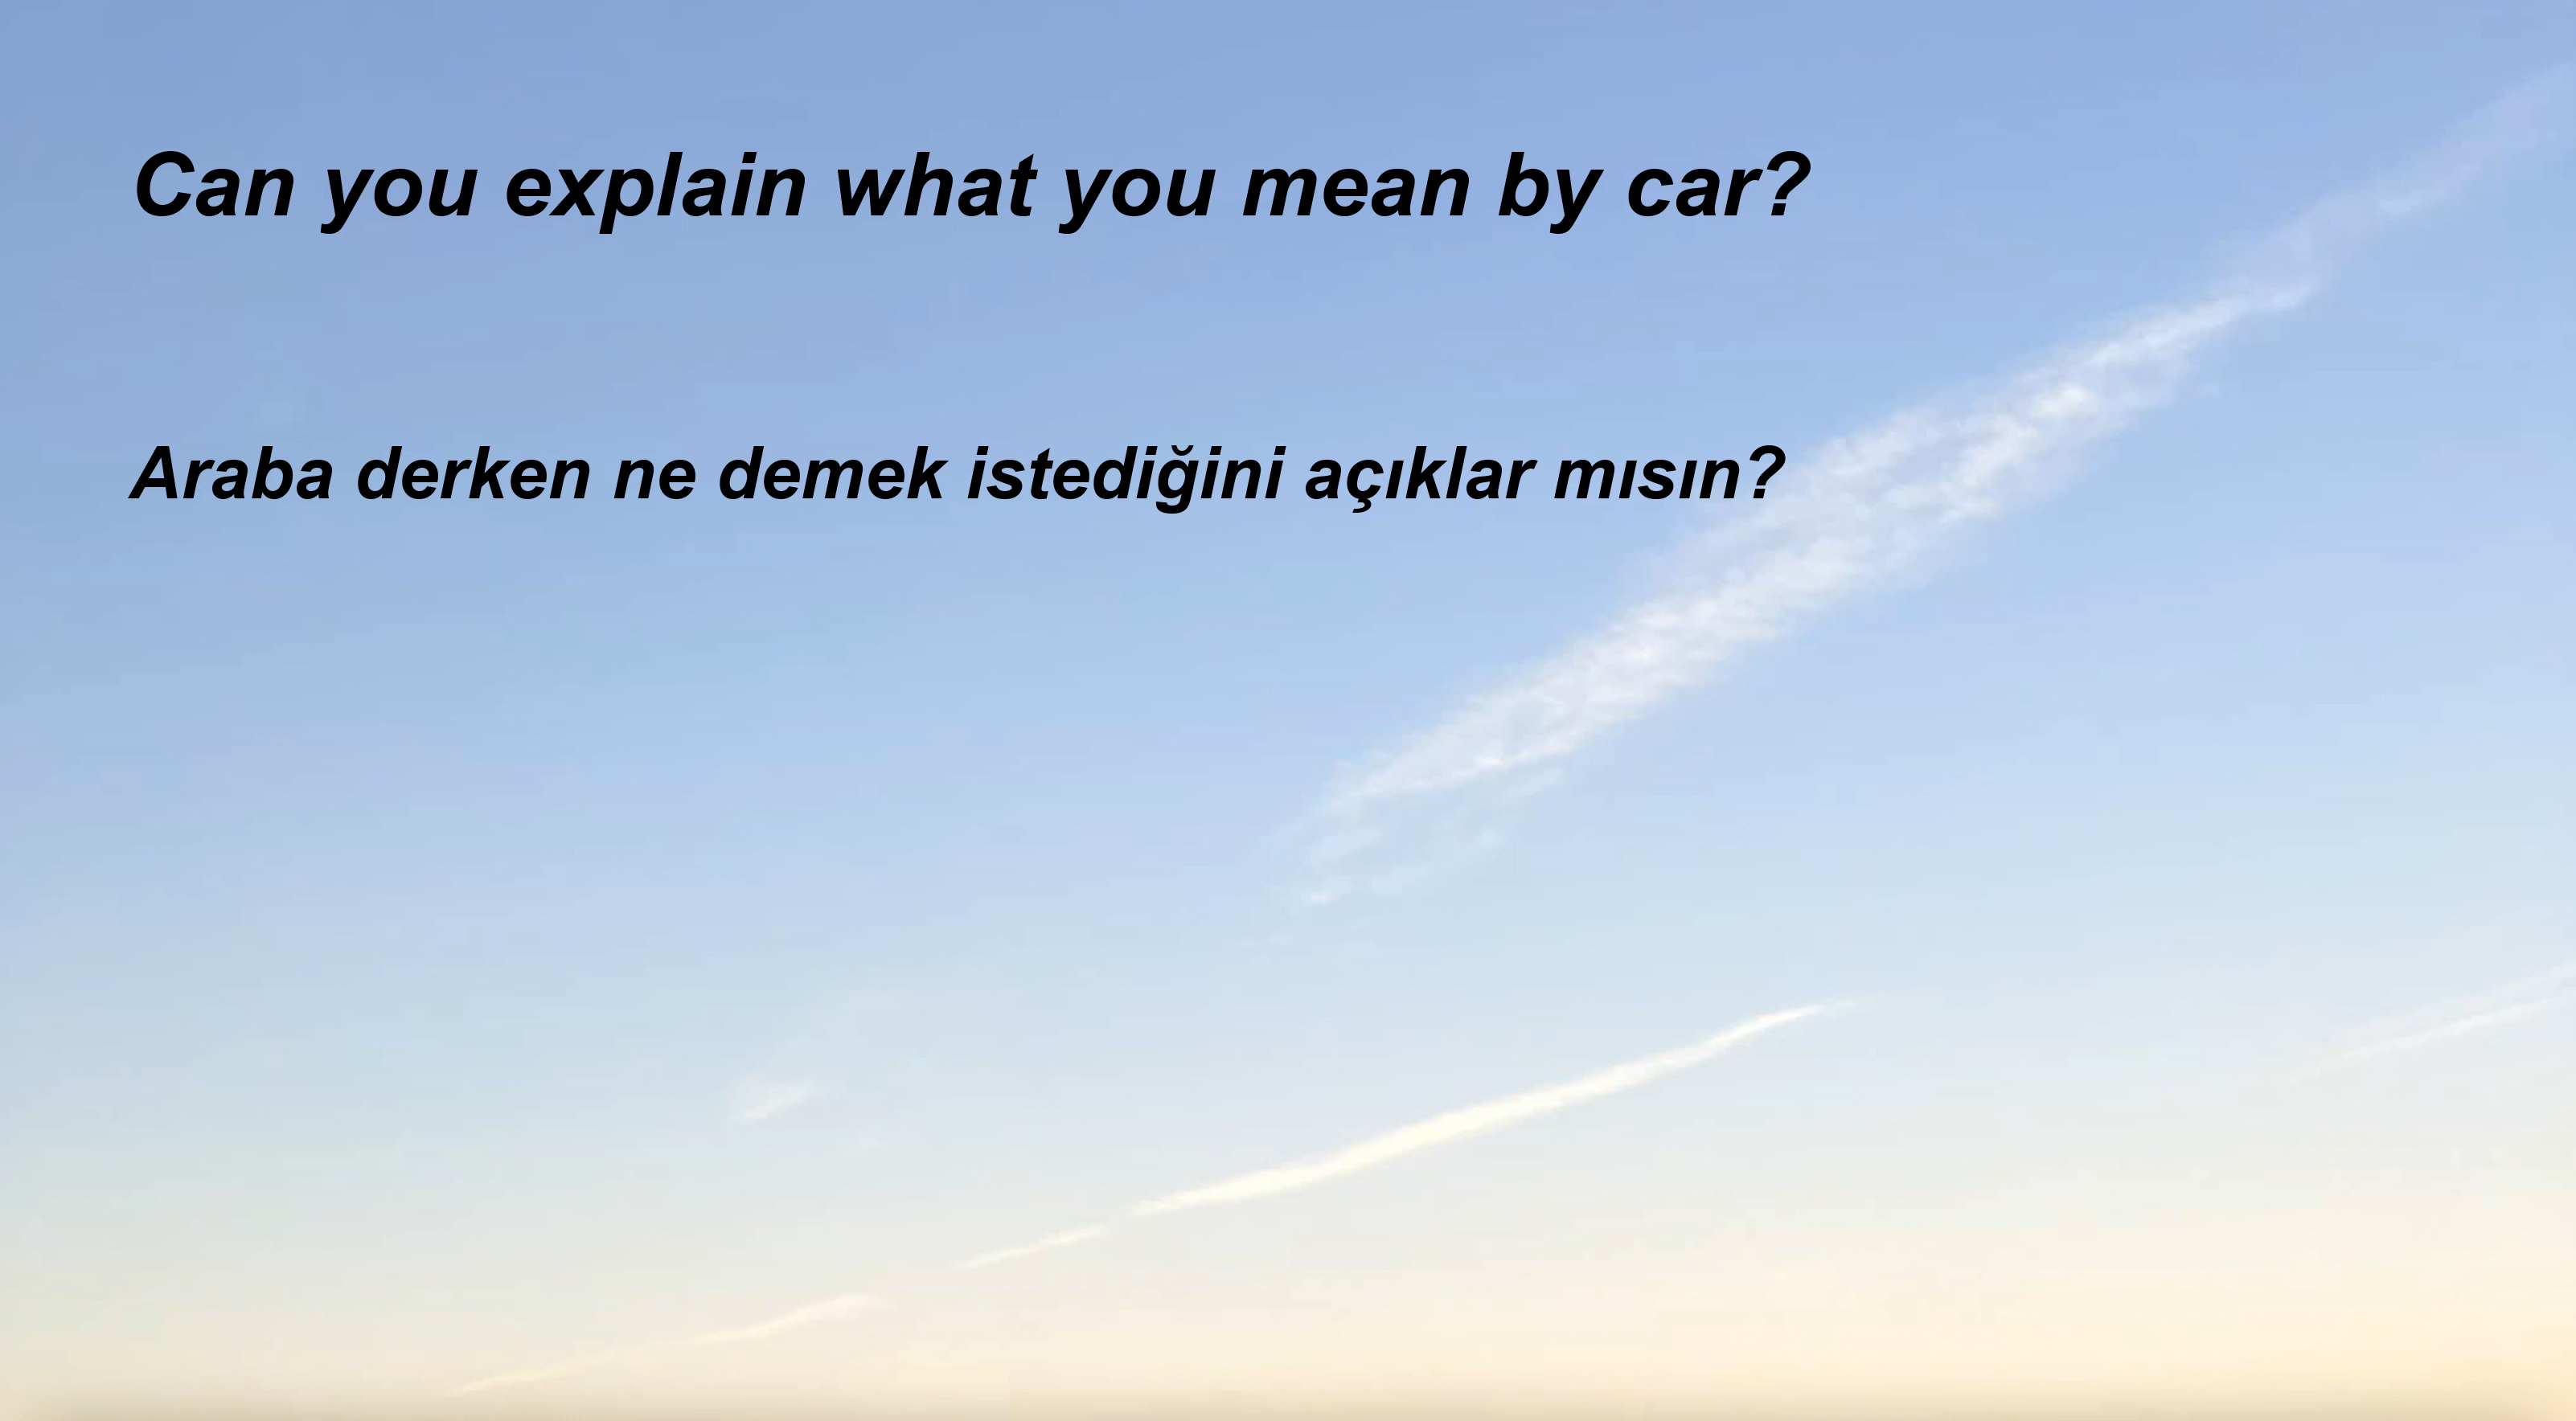 Can you explain what you mean by car?
Araba derken ne demek istediğini açıklar mısın?